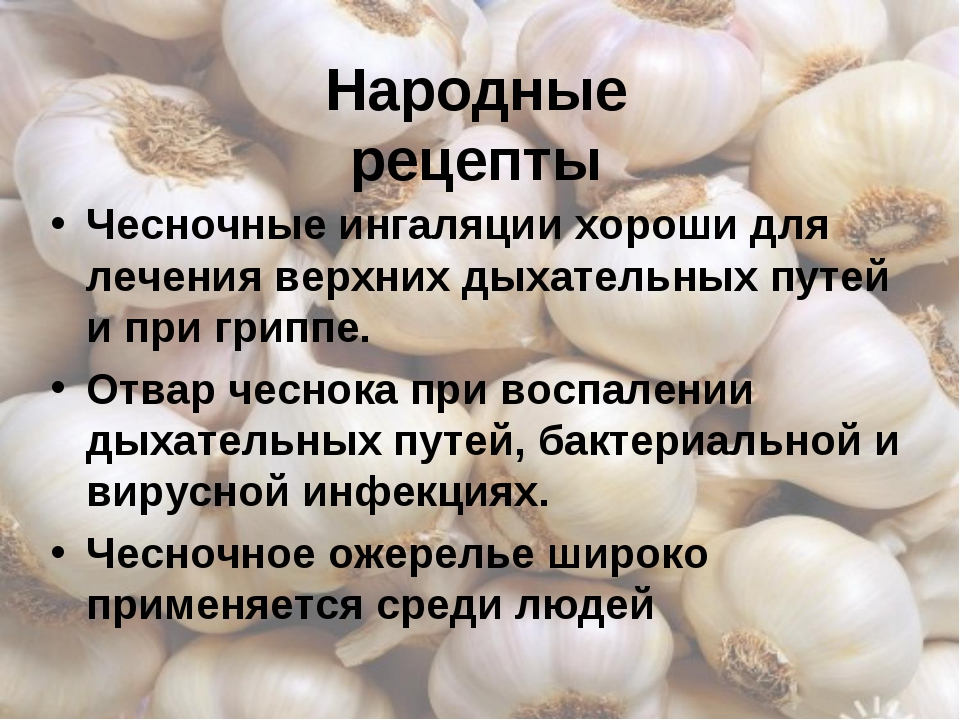 Народные
рецепты
• Чесночные ингаляции хороши для
лечения верхних дыхательных путей
и при гриппе.
• Отвар чеснока при воспалении
дыхательных путей, бактериальной и
вирусной инфекциях.
• Чесночное ожерелье широко
применяется среди людей